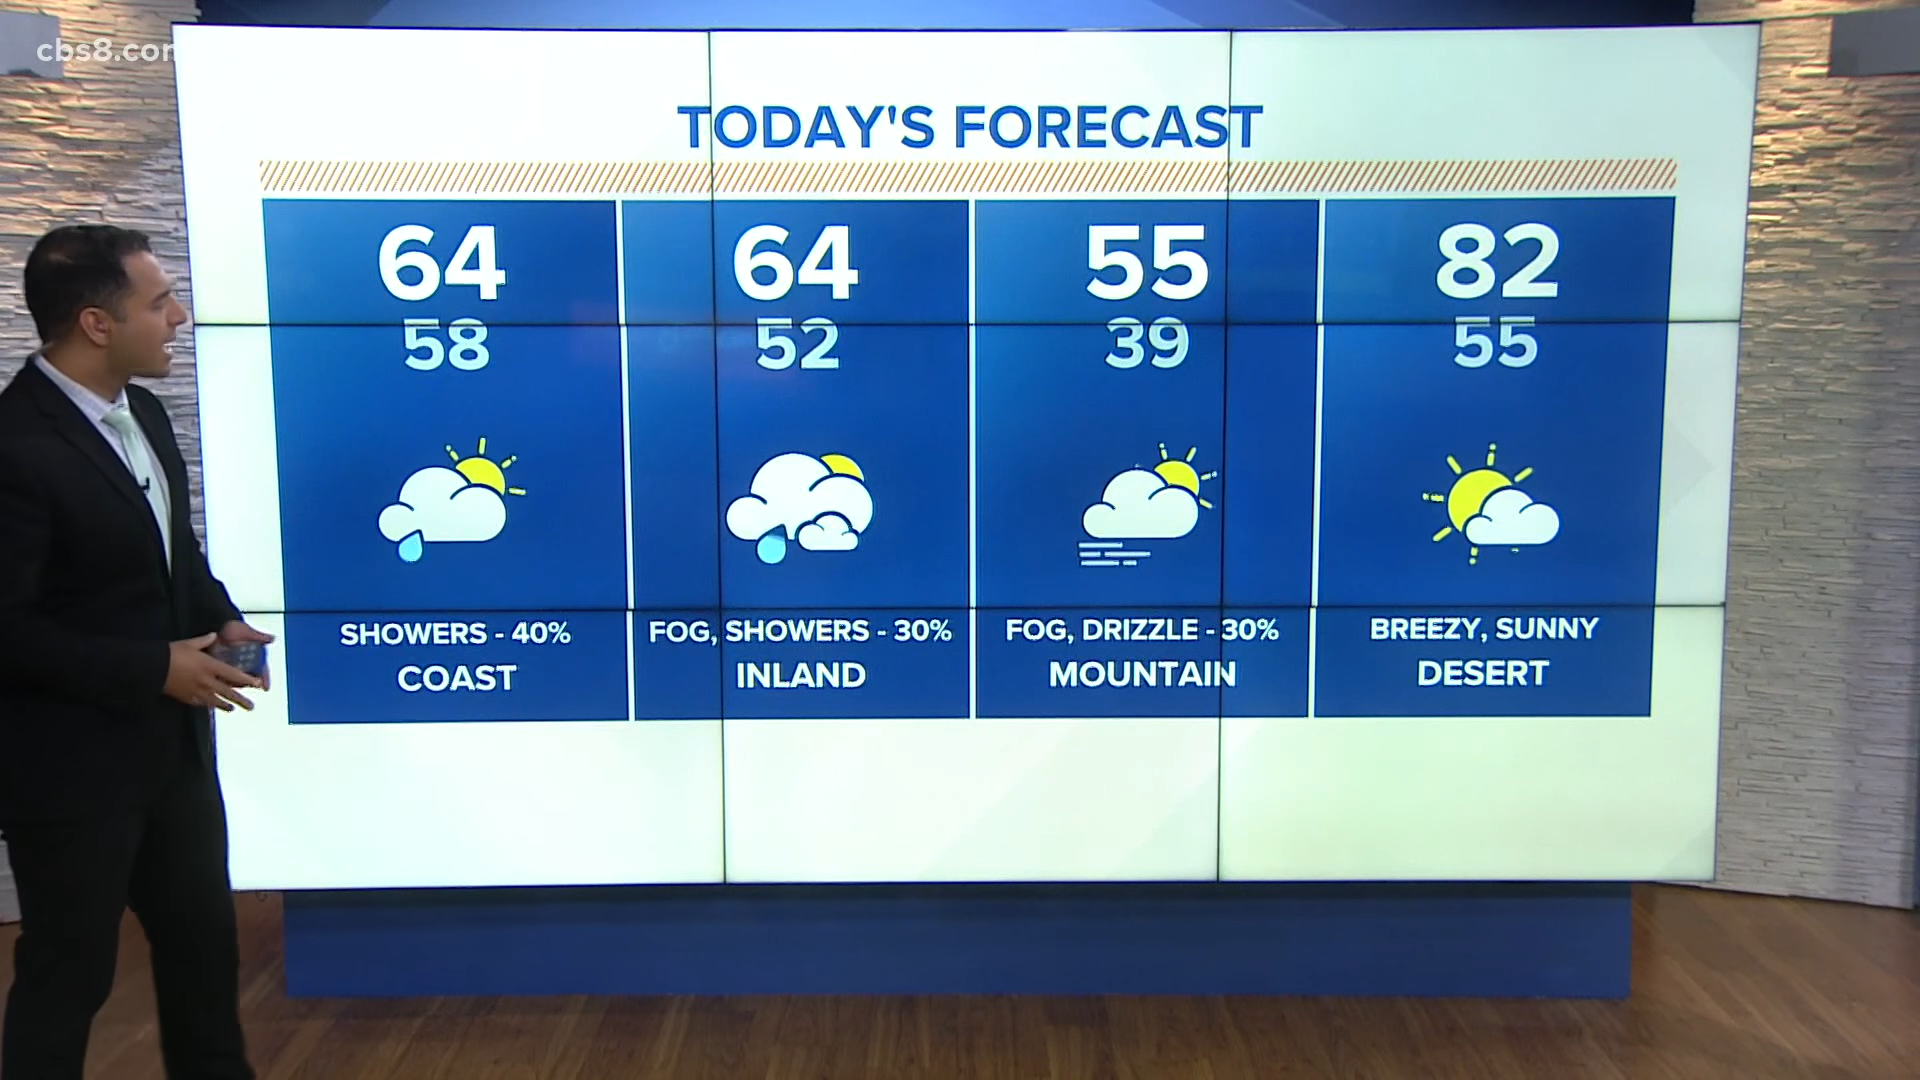 cbs8.com
TODAY'S FORECAST
64
58
SHOWERS - 40%
COAST
64
52
FOG, SHOWERS - 30%
INLAND
55
39
FOG, DRIZZLE - 30%
MOUNTAIN
82
55
BREEZY, SUNNY
DESERT